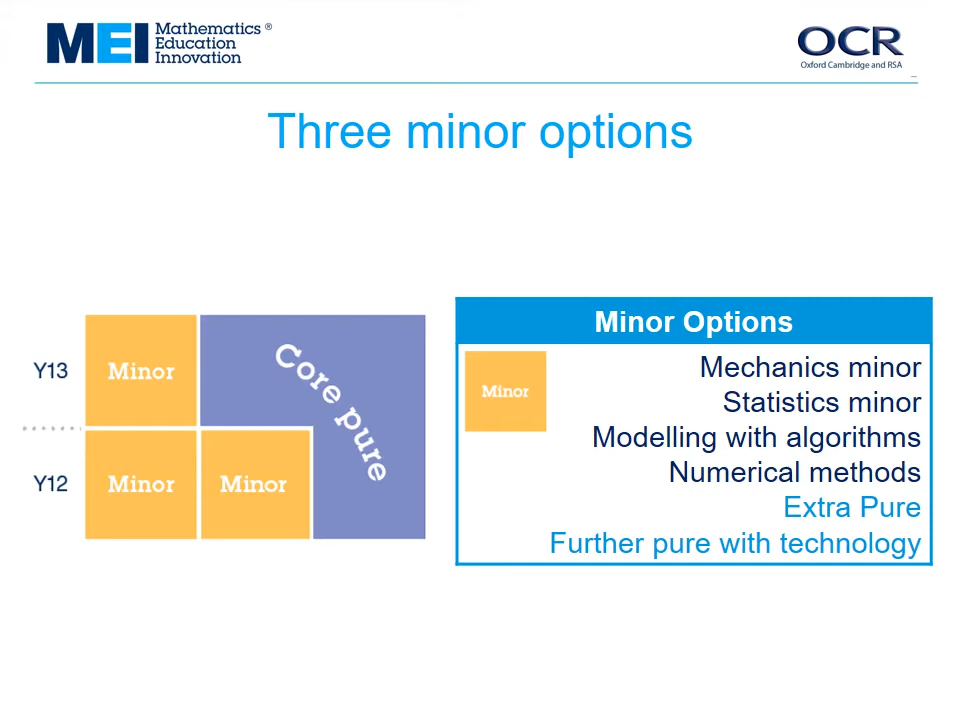 MEI Mathematics ®
Education
Innovation
OCR
Oxford Cambridge and RSA
Three minor options
Y13
Minor
Core pure
Y12
Minor
Minor
Minor Options
Minor
Mechanics minor
Statistics minor
Modelling with algorithms
Numerical methods
Extra Pure
Further pure with technology